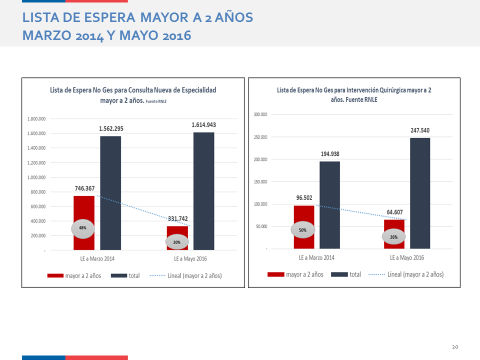 LISTA DE ESPERA MAYOR A 2 AÑOS
MARZO 2014 Y MAYO 2016
Lista de Espera No Ges para Consulta Nueva de Especialidad
mayor a 2 años. Fuente RNLE
1.800.000
1.600.000
1.400.000
1.200.000
1.000.000
800.000
600.000
400.000
200.000
-
746.367
1.562.295
331.742
1.614.943
48%
20%
LE a Marzo 2014
LE a Mayo 2016
mayor a 2 años
total
Lineal (mayor a 2 años)
Lista de Espera No Ges para Intervención Quirúrgica mayor a 2
años. Fuente RNLE
300.000
250.000
200.000
150.000
100.000
50.000
-
96.502
194.938
64.607
247.540
50%
26%
LE a Marzo 2014
LE a Mayo 2016
mayor a 2 años
total
Lineal (mayor a 2 años)
20